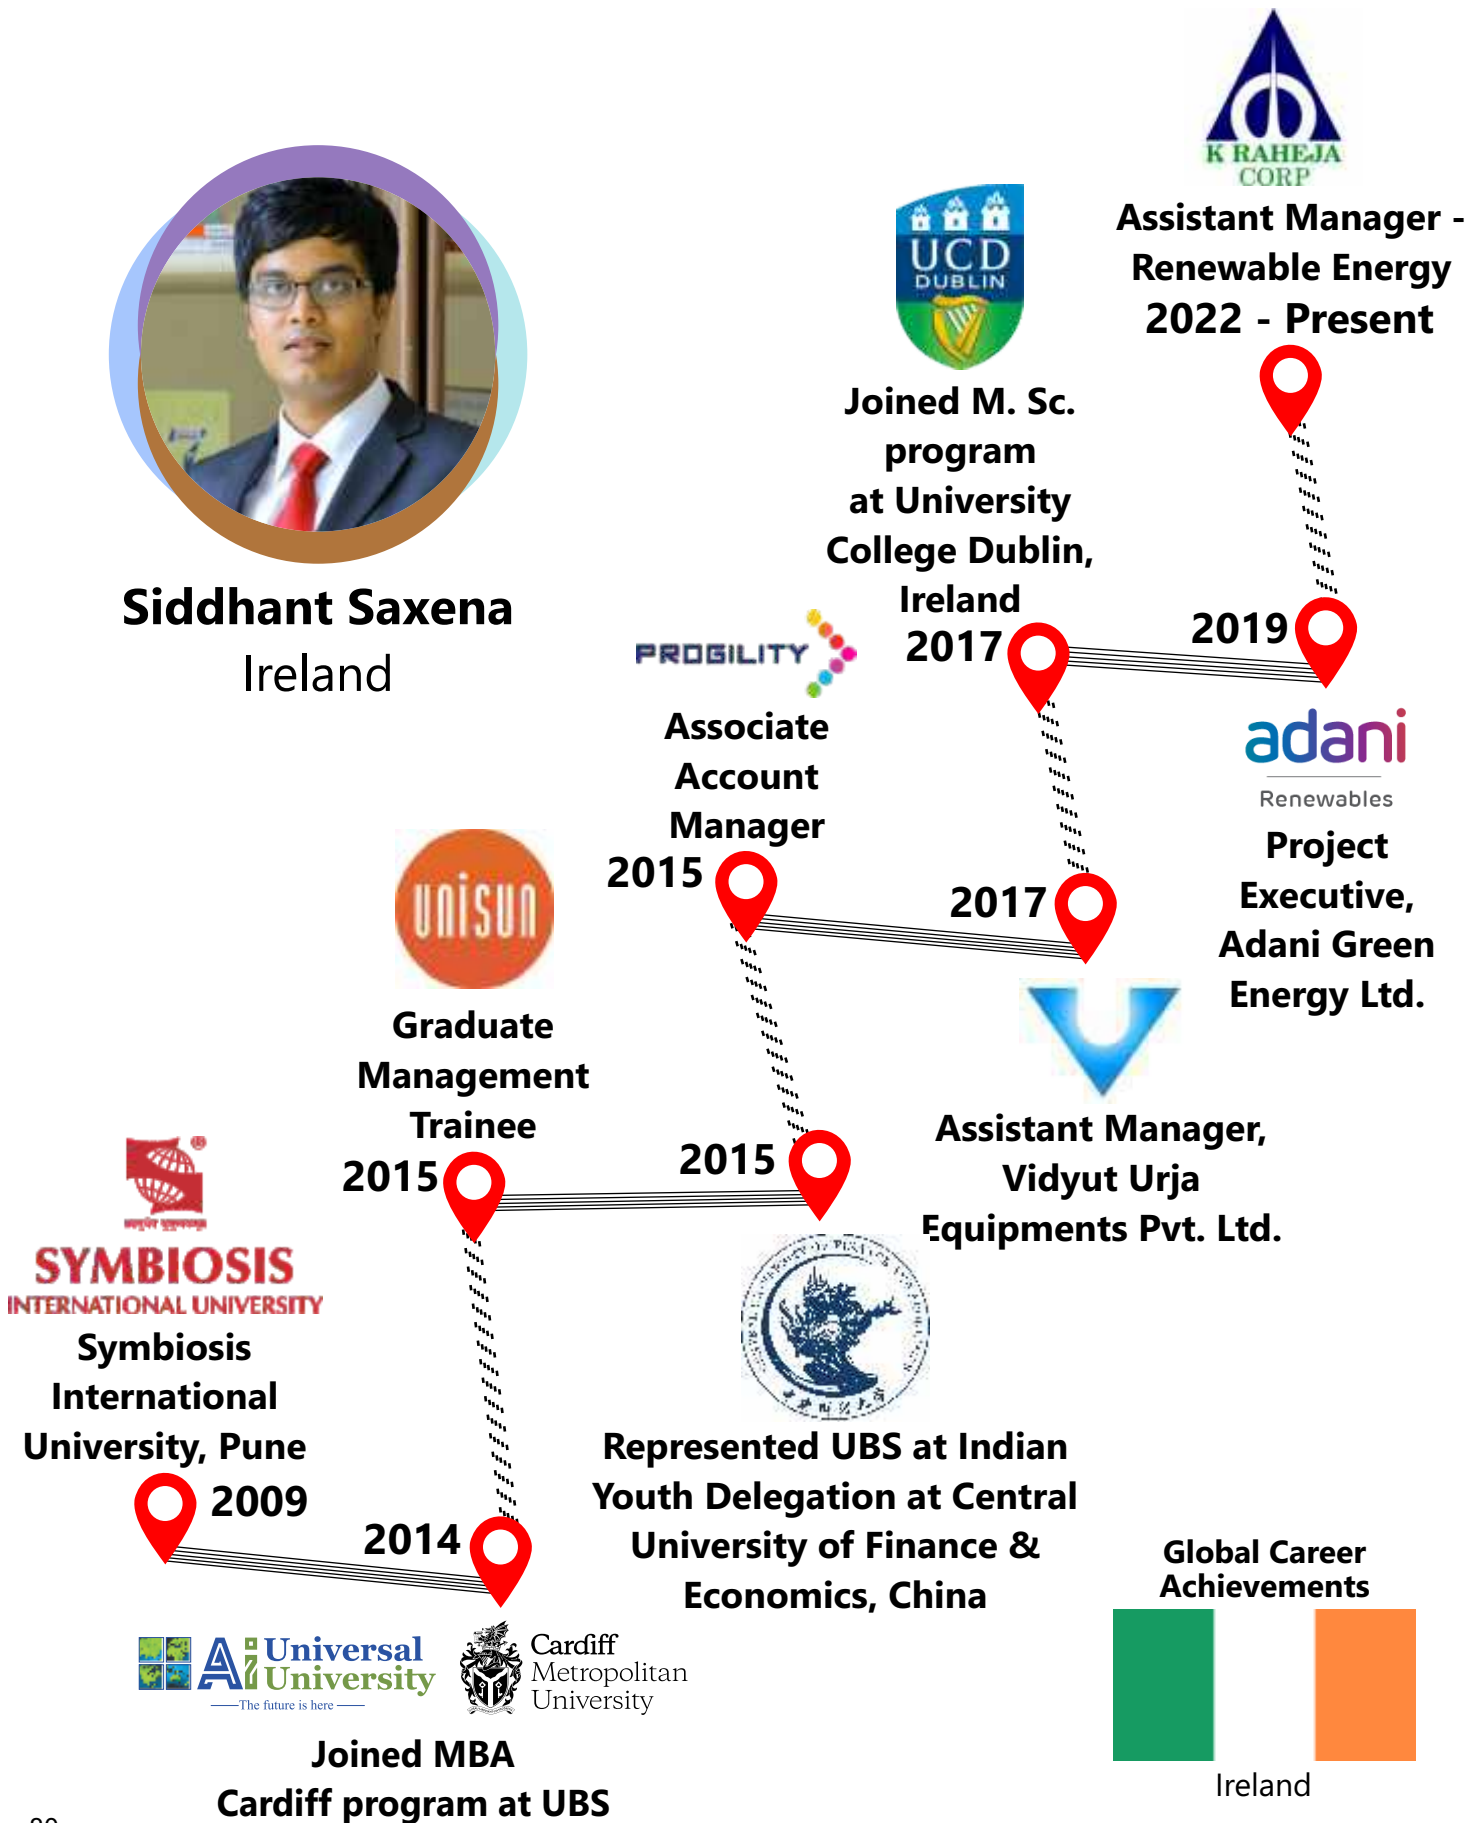 K RAHEJA
CORP
Assistant Manager -
Renewable Energy
2022 - Present
UCD
DUBLIN
Joined M. Sc.
program
at University
College Dublin,
Ireland
2017
2019
adani
Renewables
Project
Executive,
Adani Green
Energy Ltd.
Siddhant Saxena
Ireland
PROGILITY
Associate
Account
Manager
2015
2017
Assistant Manager,
Vidyut Urja
Equipments Pvt. Ltd.
unisun
Graduate
Management
Trainee
2015
2015
Represented UBS at Indian
Youth Delegation at Central
University of Finance &
Economics, China
SYMBIOSIS
INTERNATIONAL UNIVERSITY
Symbiosis
International
University, Pune
2009
2014
Ai Universal
University
The future is here
Cardiff
Metropolitan
University
Joined MBA
Cardiff program at UBS
Global Career
Achievements
Ireland